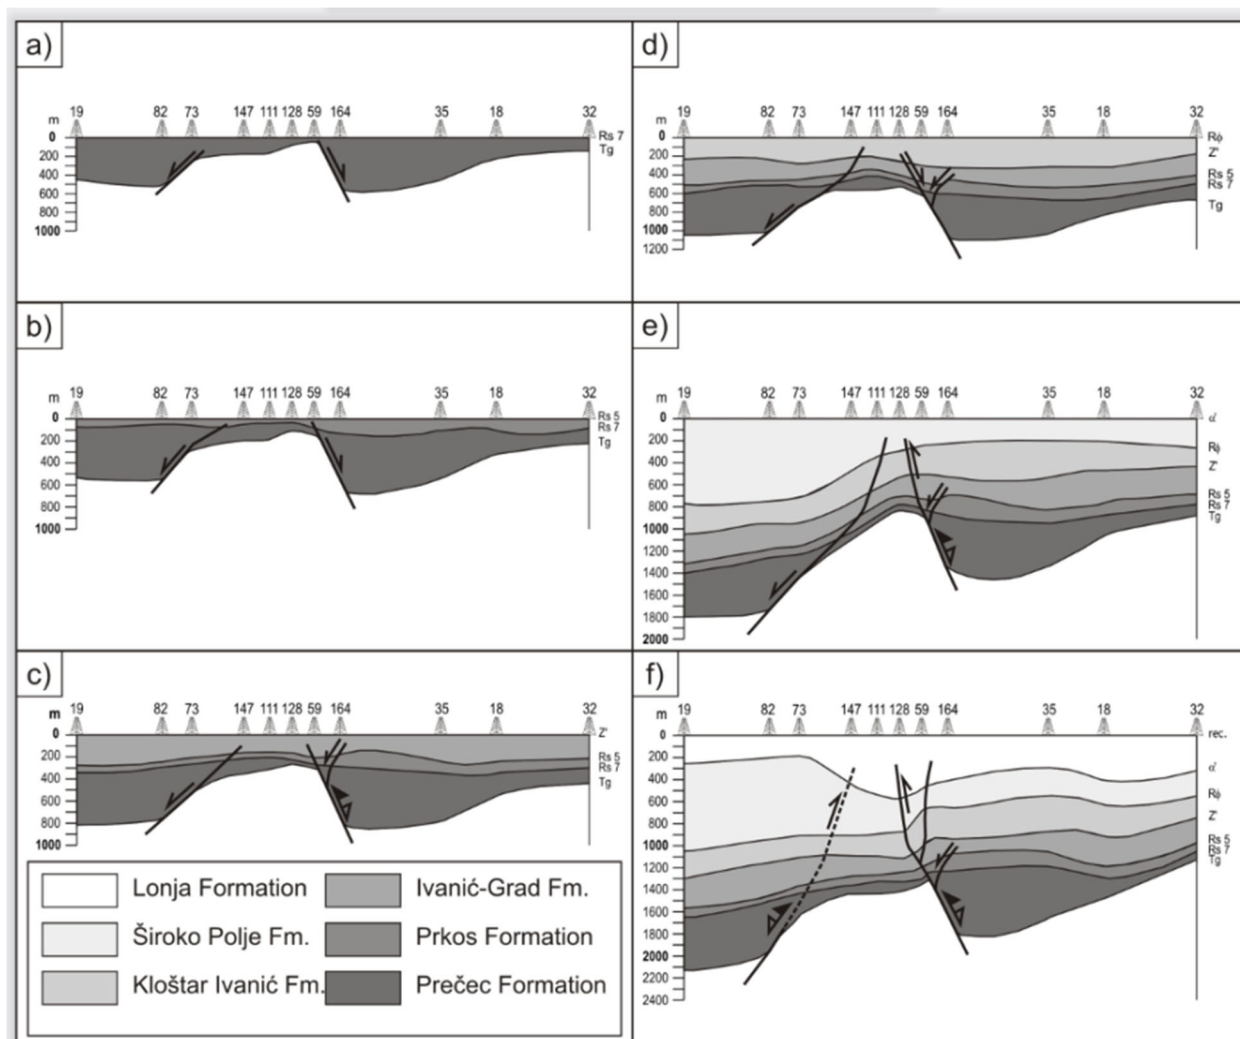 a)
19 82 73 147 111 128 59 164 35 18 32
m
0
200
400
600
800
1000
Rs 7
Tg
b)
19 82 73 147 111 128 59 164 35 18 32
m
0
200
400
600
800
1000
Rs 5
Rs 7
Tg
c)
19 82 73 147 111 128 59 164 35 18 32
m
0
200
400
600
800
1000
Z'
Rs 5
Rs 7
Tg
Lonja Formation
Široko Polje Fm.
Kloštar Ivanić Fm.
Ivanić-Grad Fm.
Prkos Formation
Prečec Formation
d)
19 82 73 147 111 128 59 164 35 18 32
m
0
200
400
600
800
1000
1200
Rϕ
Z'
Rs 5
Rs 7
Tg
e)
19 82 73 147 111 128 59 164 35 18 32
m
0
200
400
600
800
1000
1200
1400
1600
1800
2000
α'
Rϕ
Z'
Rs 5
Rs 7
Tg
f)
19 82 73 147 111 128 59 164 35 18 32
m
0
200
400
600
800
1000
1200
1400
1600
1800
2000
2200
2400
rec.
α'
Rϕ
Z'
Rs 5
Rs 7
Tg